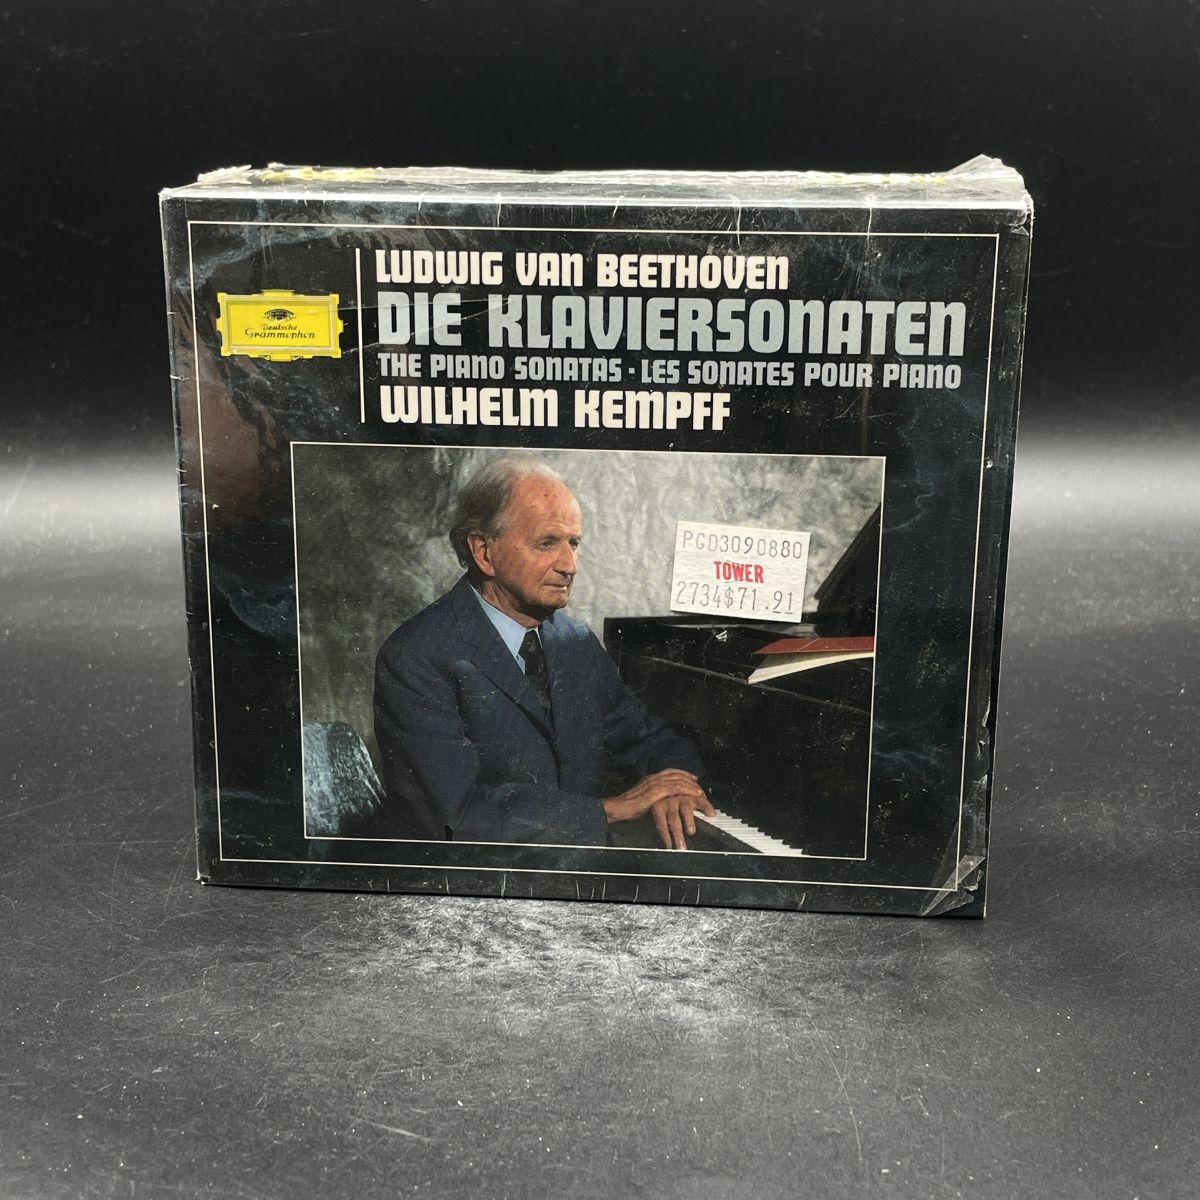 LUDWIG VAN BEETHOVEN
Deutsche
Grammophon
DIE KLAVIERSONATEN
THE PIANO SONATAS · LES SONATES POUR PIANO
WILHELM KEMPFF
PGD3090880
TOWER
2734$71.91